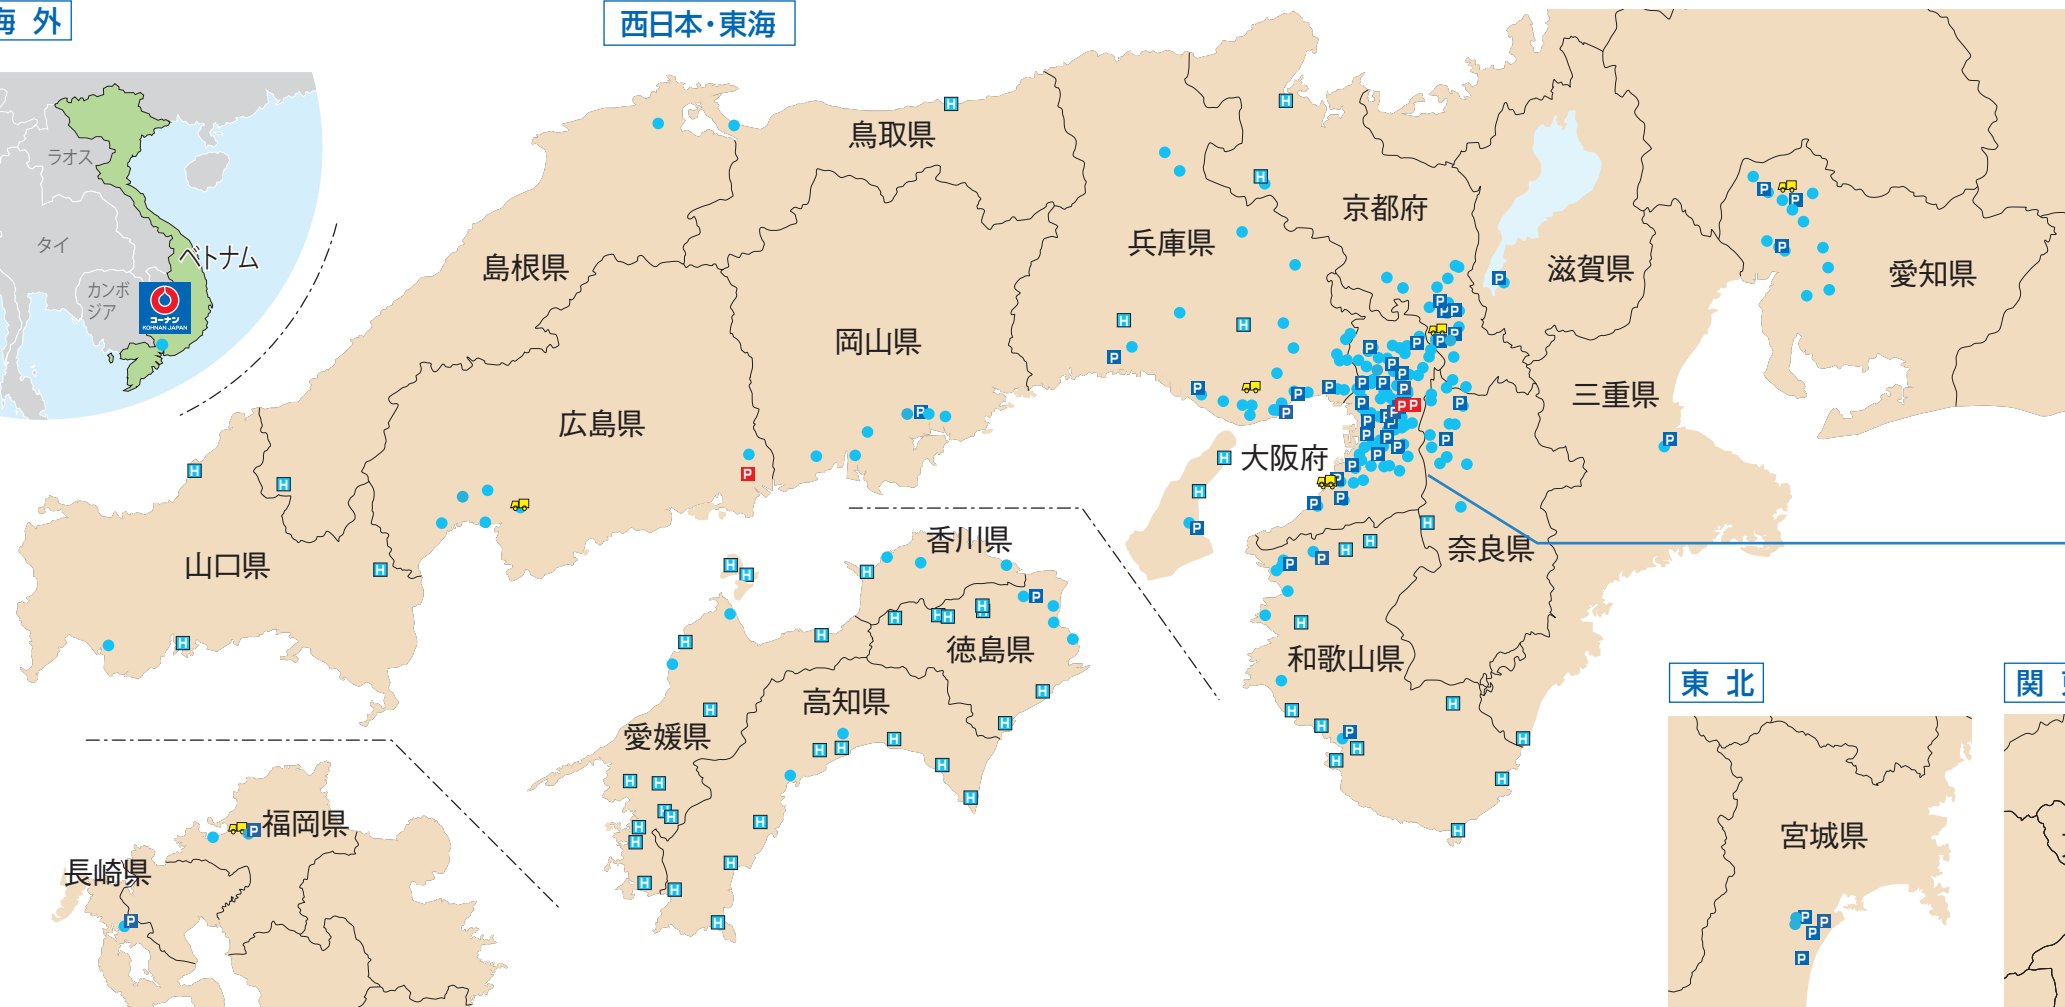 海 外
西日本・東海
ラオス
タイ
ベトナム
カンボ
ジア
コーナン
KOHNAN JAPAN
鳥取県
島根県
岡山県
広島県
山口県
兵庫県
京都府
滋賀県
愛知県
三重県
大阪府
奈良県
和歌山県
香川県
徳島県
高知県
愛媛県
福岡県
長崎県
東 北
宮城県
関